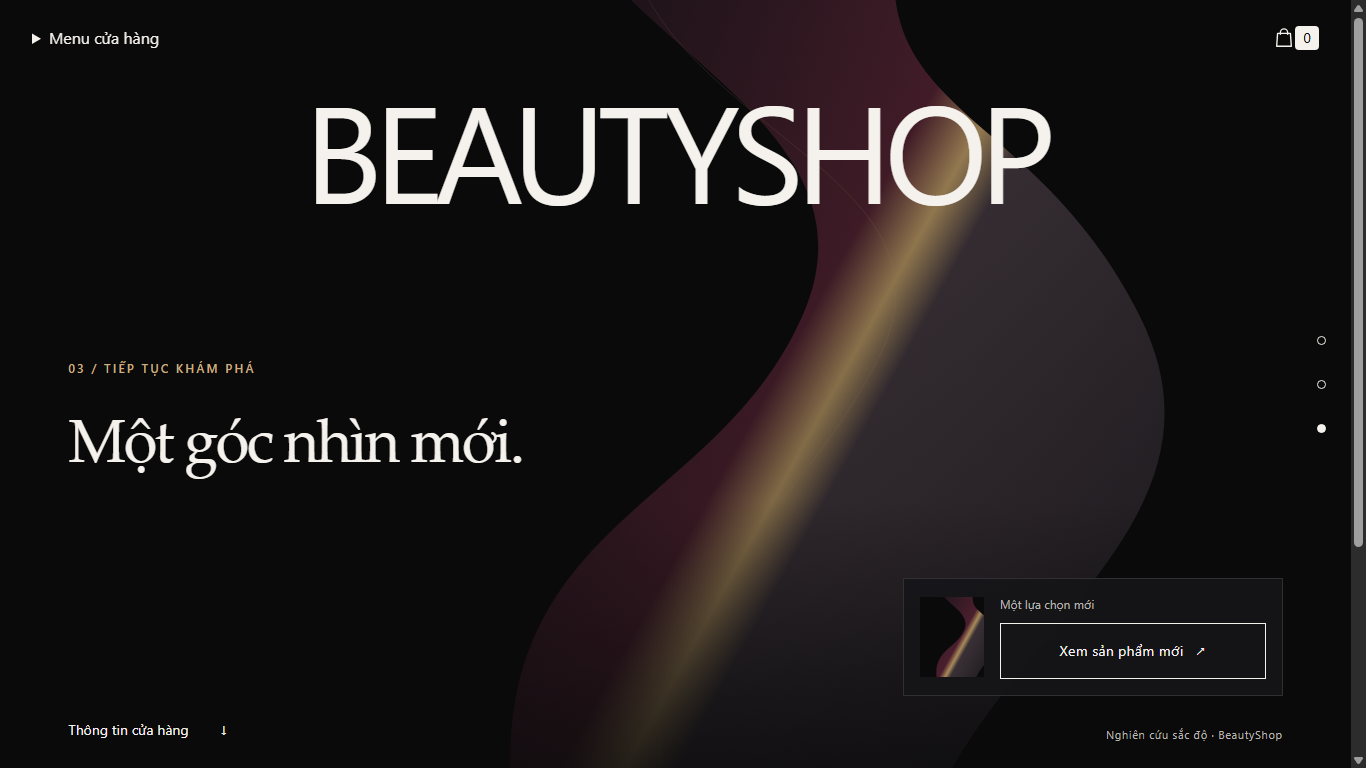 Menu cửa hàng
0
BEAUTYSHOP
03 / TIẾP TỤC KHÁM PHÁ
Một góc nhìn mới.
Một lựa chọn mới
Xem sản phẩm mới ↗
Thông tin cửa hàng ↓
Nghiên cứu sắc độ · BeautyShop